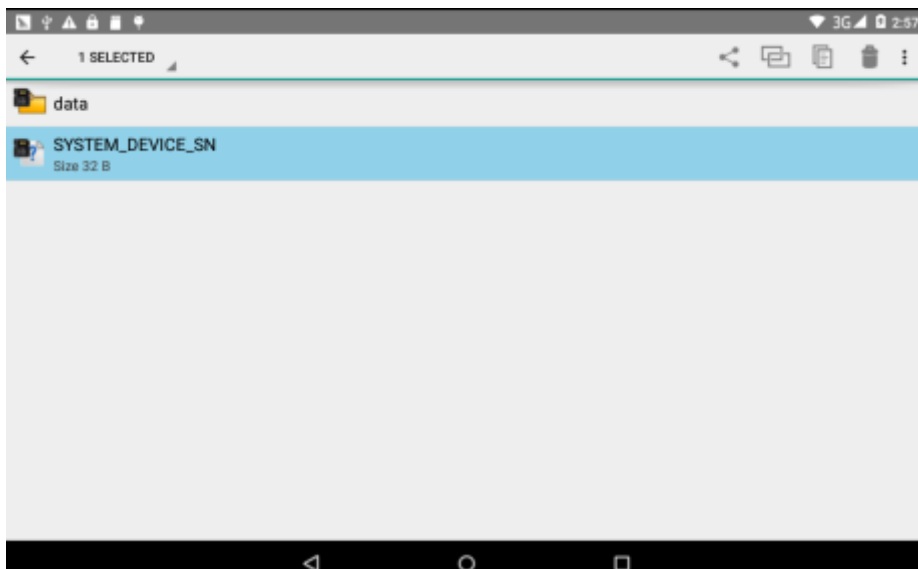 3G 2:57
1 SELECTED
data
SYSTEM_DEVICE_SN
Size 32 B